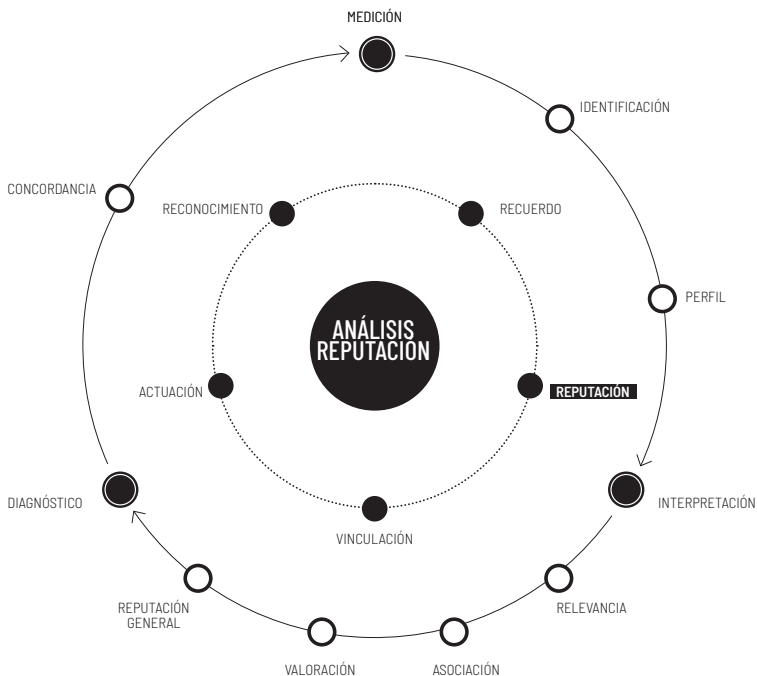 MEDICIÓN
IDENTIFICACIÓN
CONCORDANCIA
RECONOCIMIENTO
RECUERDO
PERFIL
ANÁLISIS
REPUTACIÓN
ACTUACIÓN
REPUTACIÓN
DIAGNÓSTICO
INTERPRETACIÓN
VINCULACIÓN
REPUTACIÓN
GENERAL
RELEVANCIA
VALORACIÓN
ASOCIACIÓN